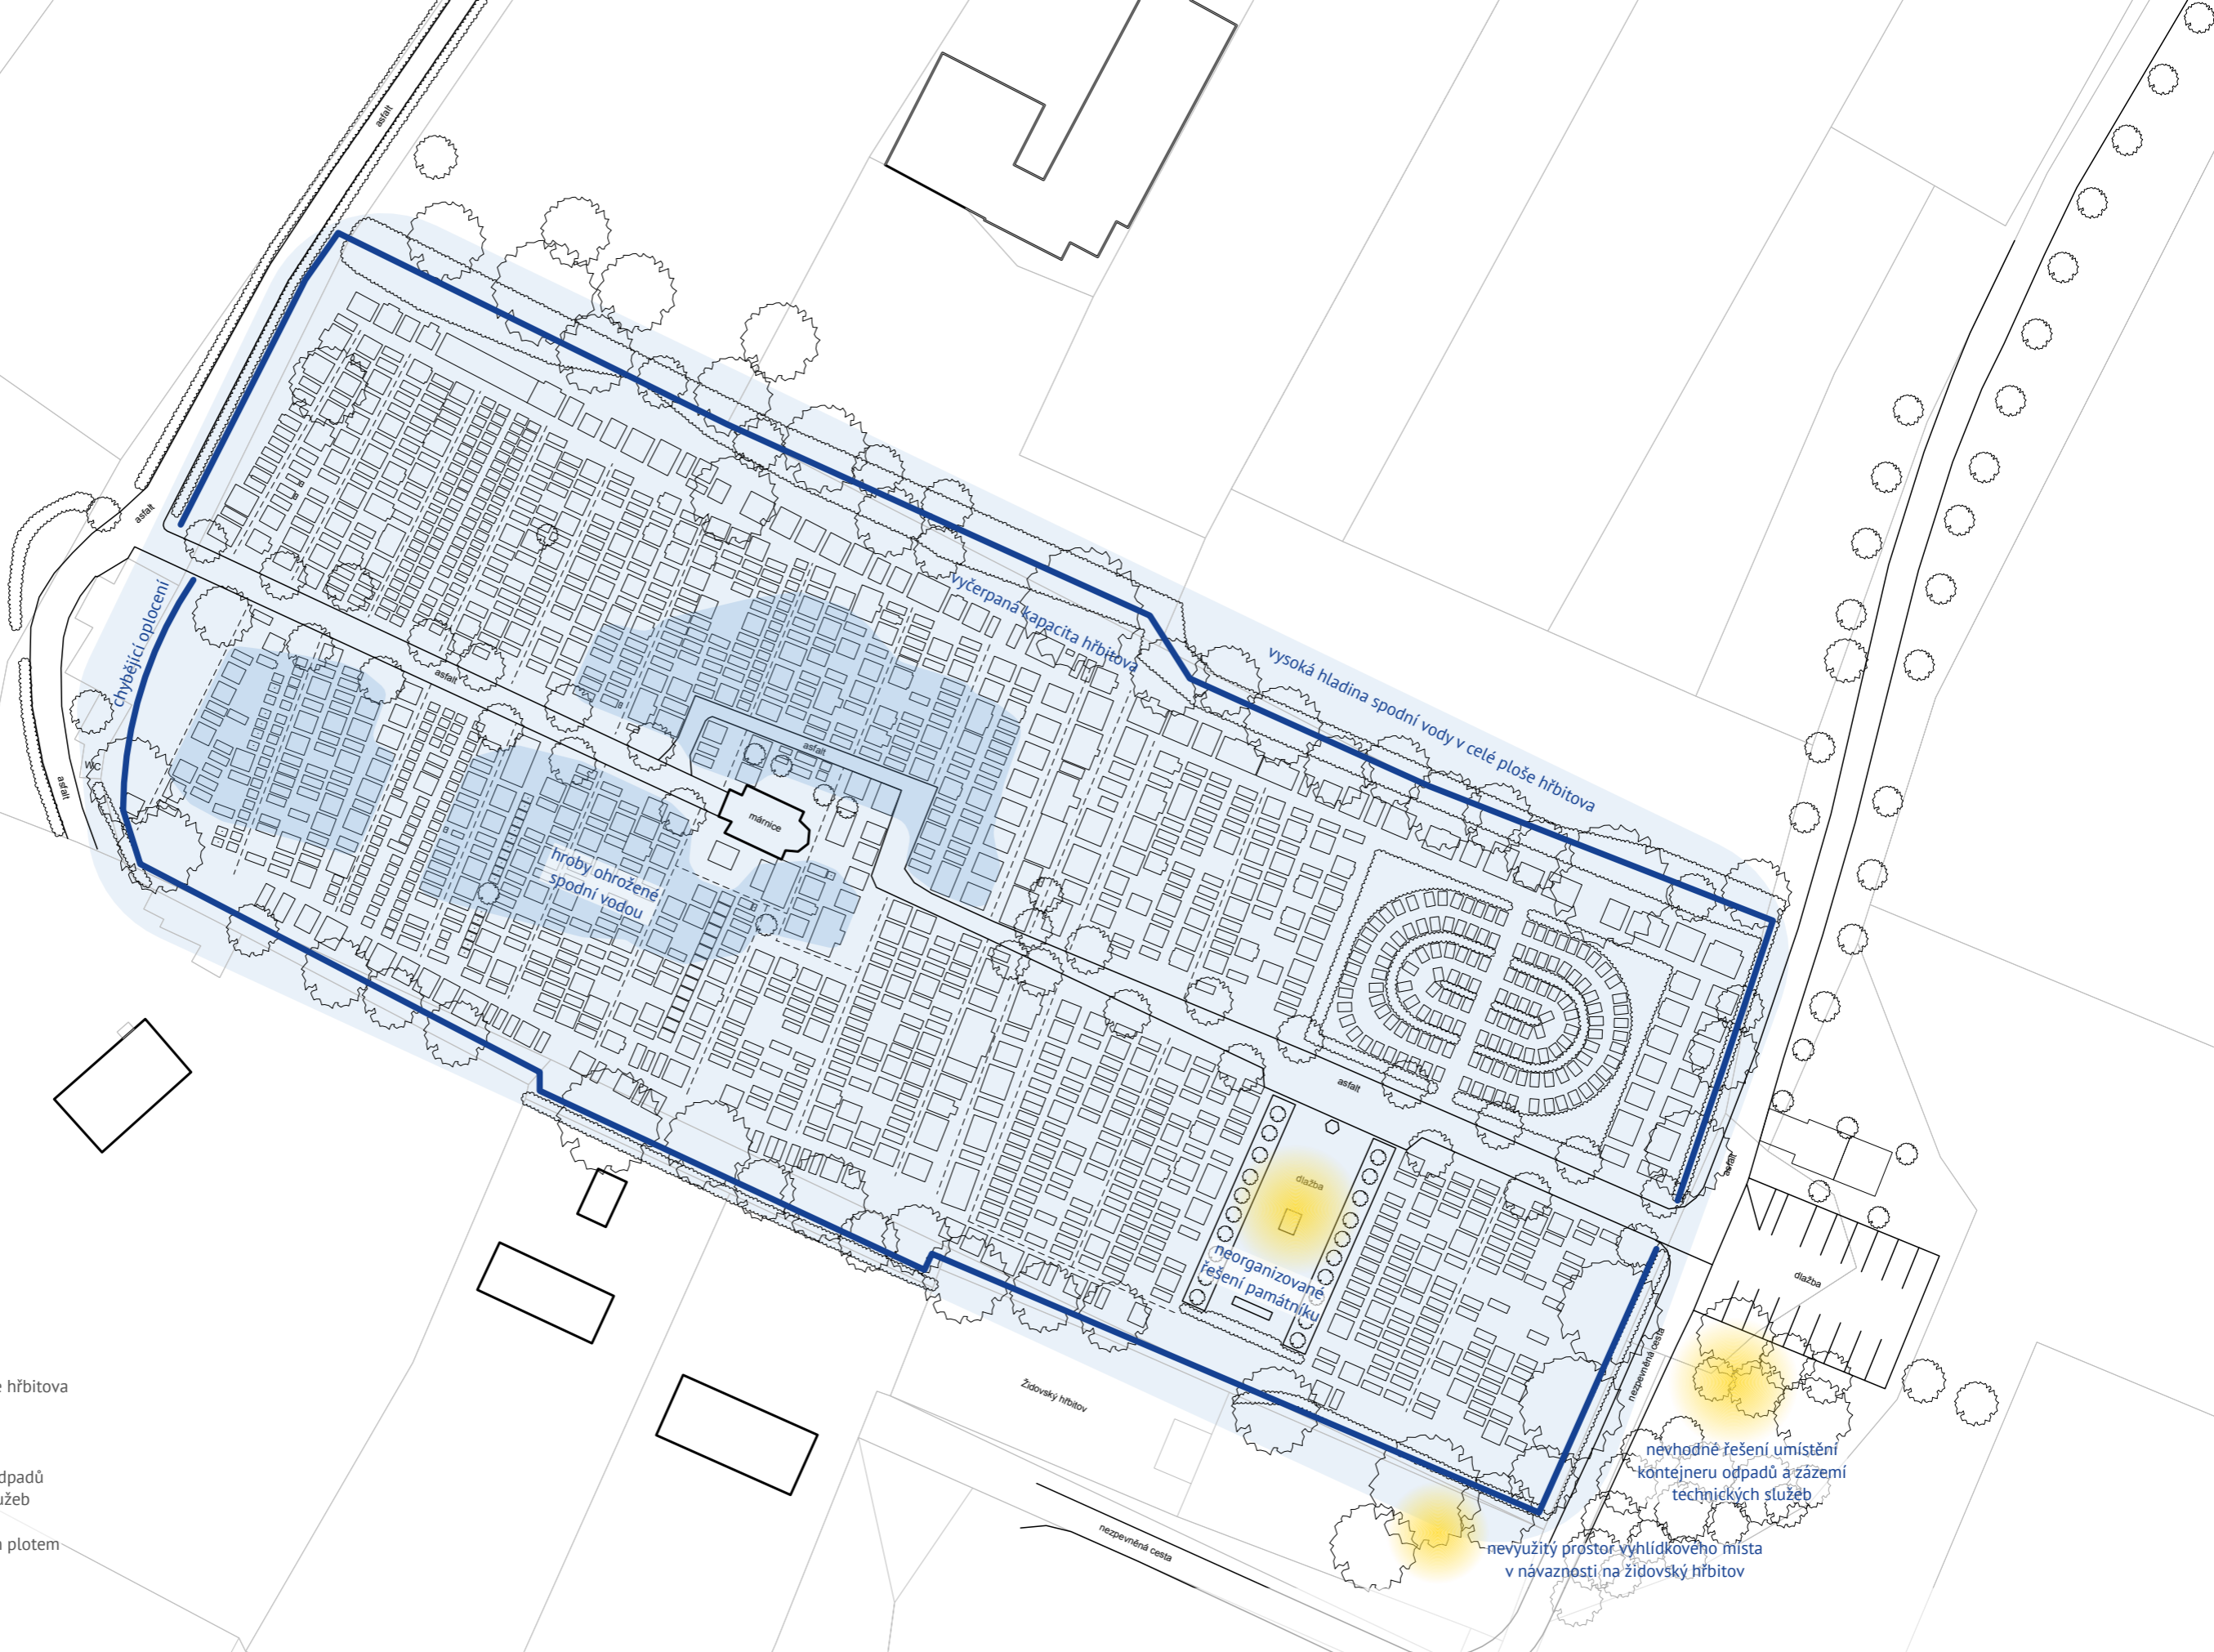 asfalt
asfalt
chybějící oplocení
asfalt
vyčerpaná kapacita hřbitova
vysoká hladina spodní vody v celé ploše hřbitova
asfalt
WC
asfalt
márnice
hroby ohrožené
spodní vodou
asfalt
asfalt
dlažba
neorganizované
řešení památníku
dlažba
nezpevněná cesta
Židovský hřbitov
nezpevněná cesta
nevhodné řešení umístění
kontejneru odpadů a zázemí
technických služeb
nevyužitý prostor vyhlídkového místa
v návaznosti na židovský hřbitov
hřbitova
plotem